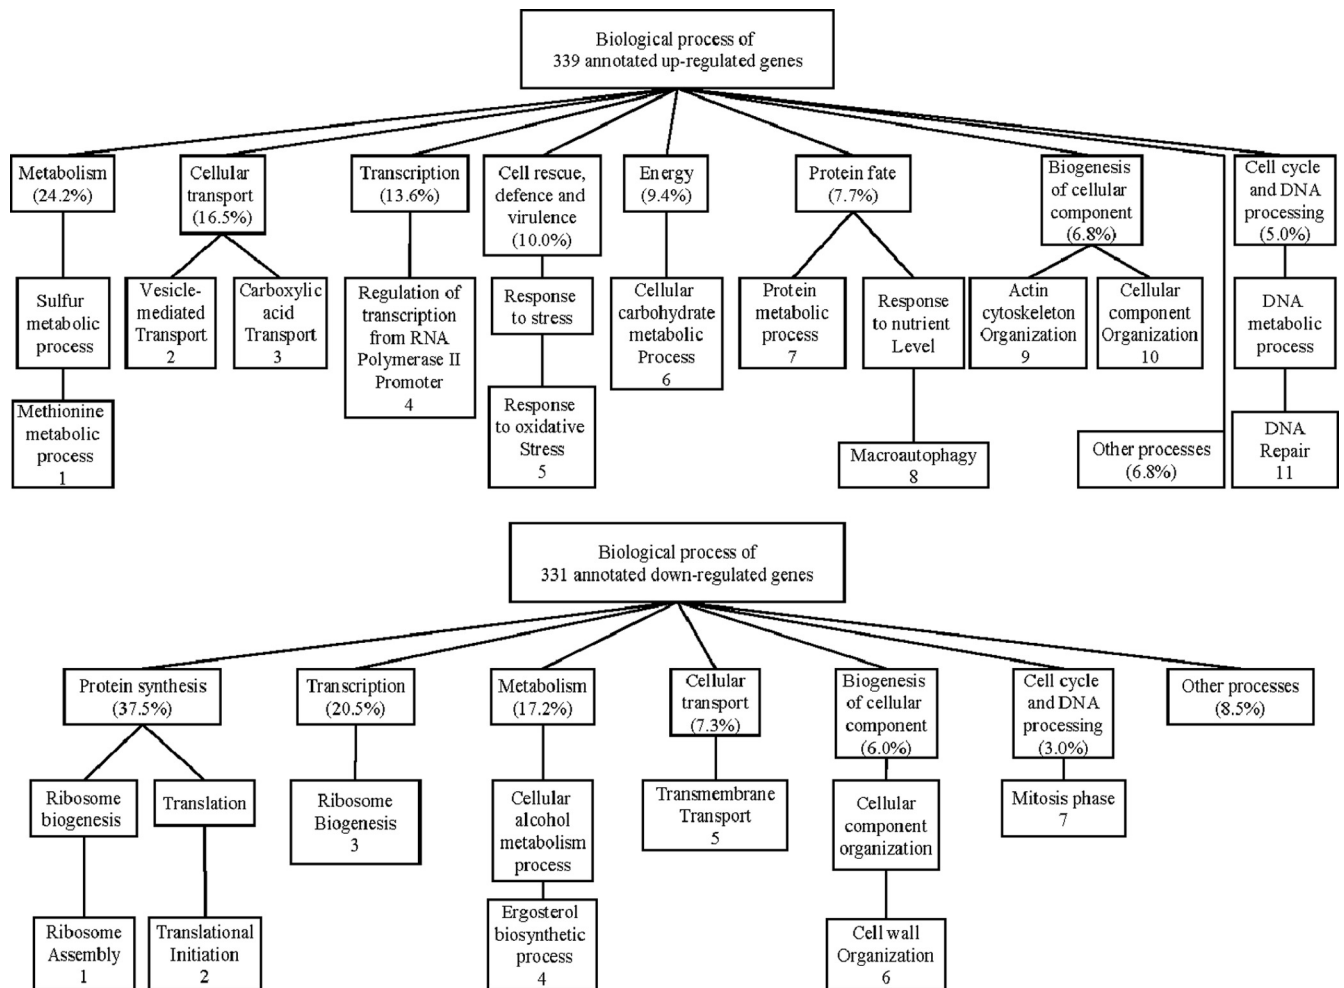 Biological process of
339 annotated up-regulated genes
Metabolism
(24.2%)
Cellular
transport
(16.5%)
Transcription
(13.6%)
Cell rescue,
defence and
virulence
(10.0%)
Energy
(9.4%)
Protein fate
(7.7%)
Biogenesis
of cellular
component
(6.8%)
Cell cycle
and DNA
processing
(5.0%)
Sulfur
metabolic
process
Vesicle-
mediated
Transport
2
Carboxylic
acid
Transport
3
Regulation of
transcription
from RNA
Polymerase II
Promoter
4
Response
to stress
Cellular
carbohydrate
metabolic
Process
6
Protein
metabolic
process
7
Response
to nutrient
Level
Actin
cytoskeleton
Organization
9
Cellular
component
Organization
10
DNA
metabolic
process
Methionine
metabolic
process
1
Response
to oxidative
Stress
5
Macroautophagy
8
Other processes
(6.8%)
DNA
Repair
11
Biological process of
331 annotated down-regulated genes
Protein synthesis
(37.5%)
Transcription
(20.5%)
Metabolism
(17.2%)
Cellular
transport
(7.3%)
Biogenesis
of cellular
component
(6.0%)
Cell cycle
and DNA
processing
(3.0%)
Other processes
(8.5%)
Ribosome
biogenesis
Translation
Ribosome
Biogenesis
3
Cellular
alcohol
metabolism
process
Transmembrane
Transport
5
Cellular
component
organization
Mitosis phase
7
Ribosome
Assembly
1
Translational
Initiation
2
Ergosterol
biosynthetic
process
4
Cell wall
Organization
6